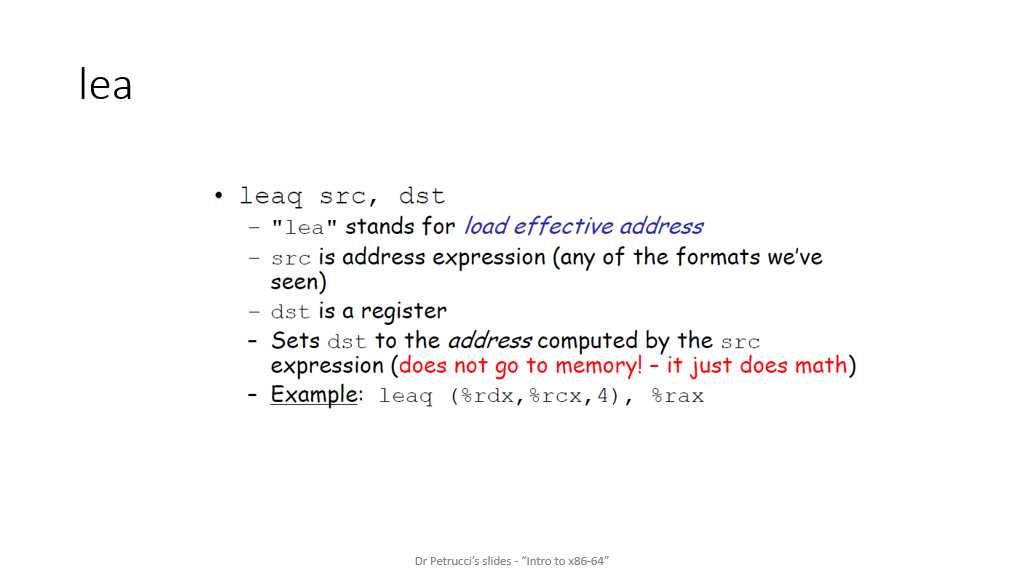 lea
• leaq src, dst
– "lea" stands for load effective address
– src is address expression (any of the formats we’ve
seen)
– dst is a register
– Sets dst to the address computed by the src
expression (does not go to memory! – it just does math)
– Example: leaq (%rdx,%rcx,4), %rax
Dr Petrucci’s slides - “Intro to x86-64”